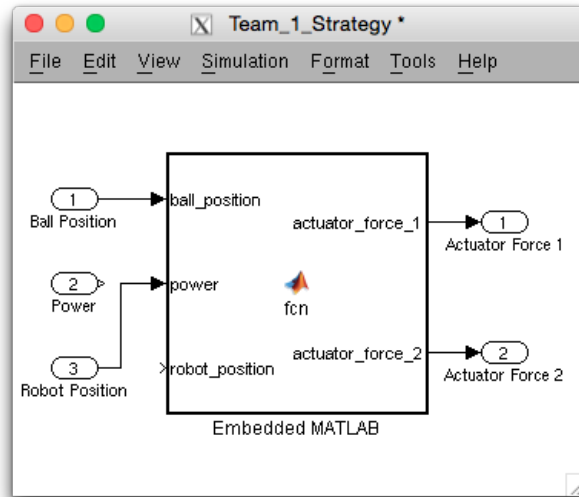 X Team_1_Strategy *
File Edit View Simulation Format Tools Help
1
Ball Position
ball_position
actuator_force_1
1
Actuator Force 1
2
Power
power
fcn
3
Robot Position
robot_position
actuator_force_2
2
Actuator Force 2
Embedded MATLAB